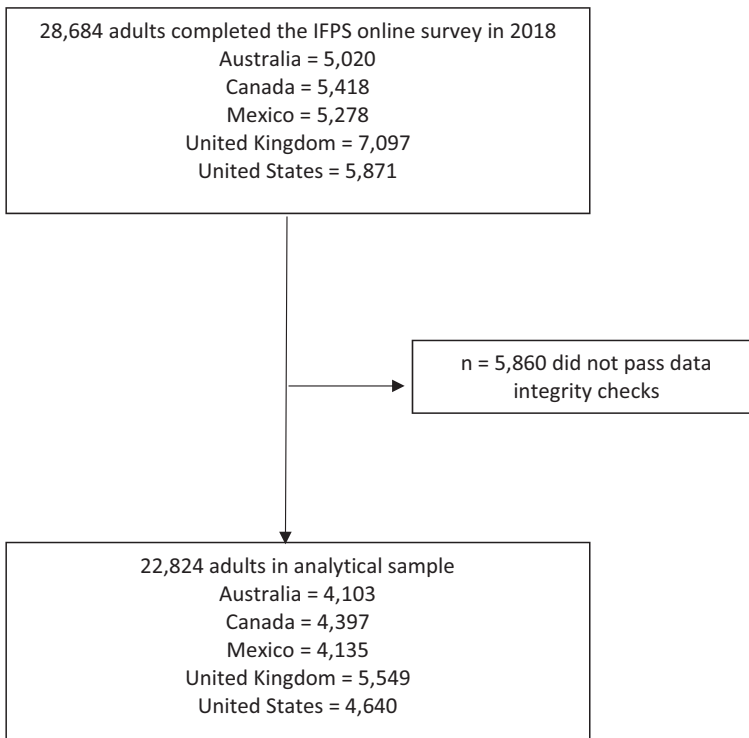 28,684 adults completed the IFPS online survey in 2018
Australia = 5,020
Canada = 5,418
Mexico = 5,278
United Kingdom = 7,097
United States = 5,871
n = 5,860 did not pass data
integrity checks
22,824 adults in analytical sample
Australia = 4,103
Canada = 4,397
Mexico = 4,135
United Kingdom = 5,549
United States = 4,640